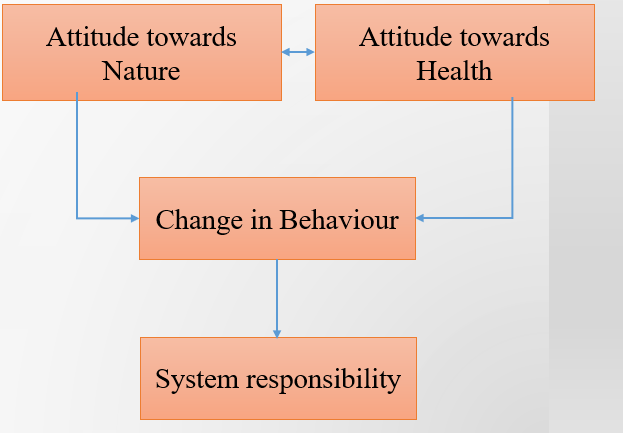 Attitude towards
Nature
Attitude towards
Health
Change in Behaviour
System responsibility